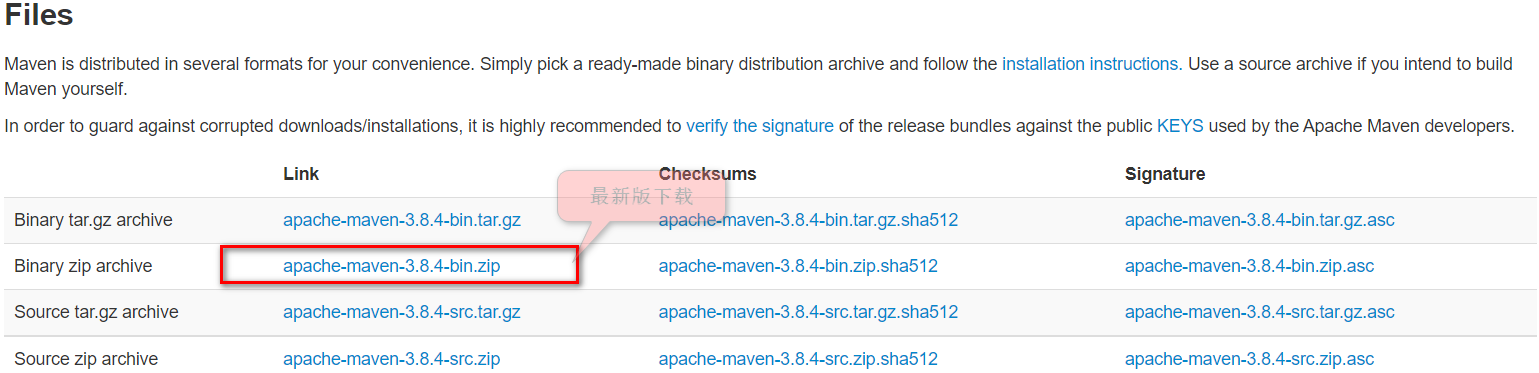 Files
Maven is distributed in several formats for your convenience. Simply pick a ready-made binary distribution archive and follow the installation instructions. Use a source archive if you intend to build
Maven yourself.
In order to guard against corrupted downloads/installations, it is highly recommended to verify the signature of the release bundles against the public KEYS used by the Apache Maven developers.
Link Checksums Signature
最新版下载
Binary tar.gz archive apache-maven-3.8.4-bin.tar.gz apache-maven-3.8.4-bin.tar.gz.sha512 apache-maven-3.8.4-bin.tar.gz.asc
Binary zip archive apache-maven-3.8.4-bin.zip apache-maven-3.8.4-bin.zip.sha512 apache-maven-3.8.4-bin.zip.asc
Source tar.gz archive apache-maven-3.8.4-src.tar.gz apache-maven-3.8.4-src.tar.gz.sha512 apache-maven-3.8.4-src.tar.gz.asc
Source zip archive apache-maven-3.8.4-src.zip apache-maven-3.8.4-src.zip.sha512 apache-maven-3.8.4-src.zip.asc